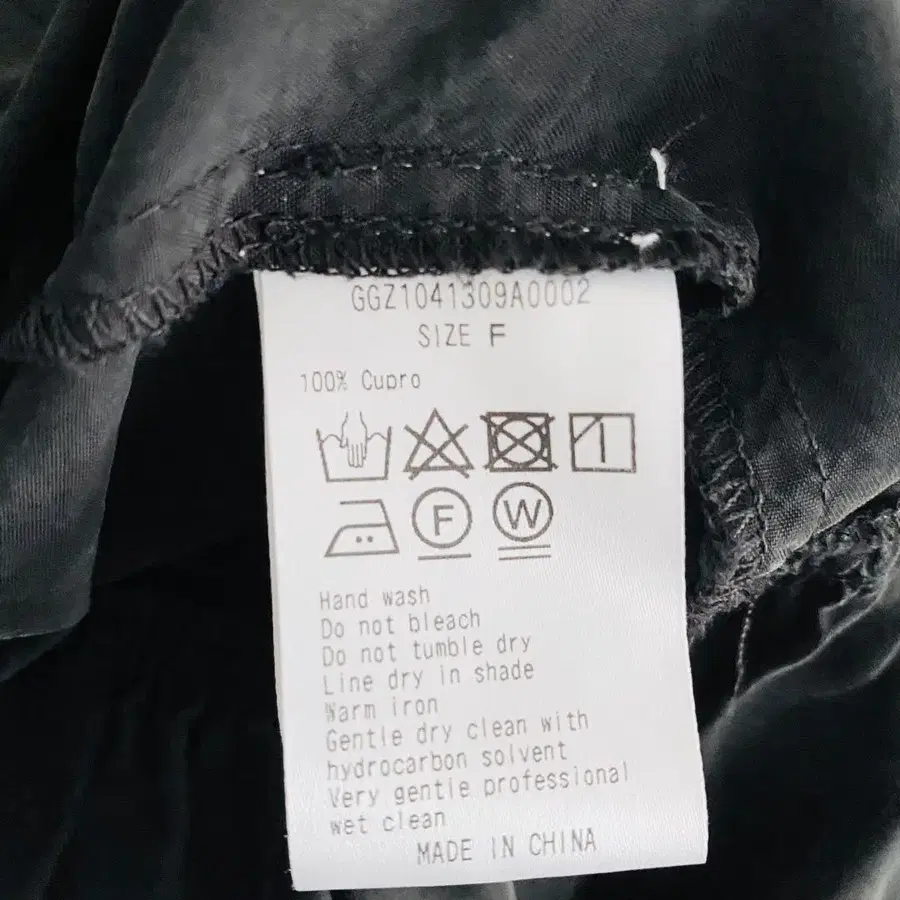 GGZ1041309A0002
SIZE F
100% Cupro
F W
Hand wash
Do not bleach
Do not tumble dry
Line dry in shade
Warm iron
Gentle dry clean with
hydrocarbon solvent
Very gentle professional
wet clean
MADE IN CHINA